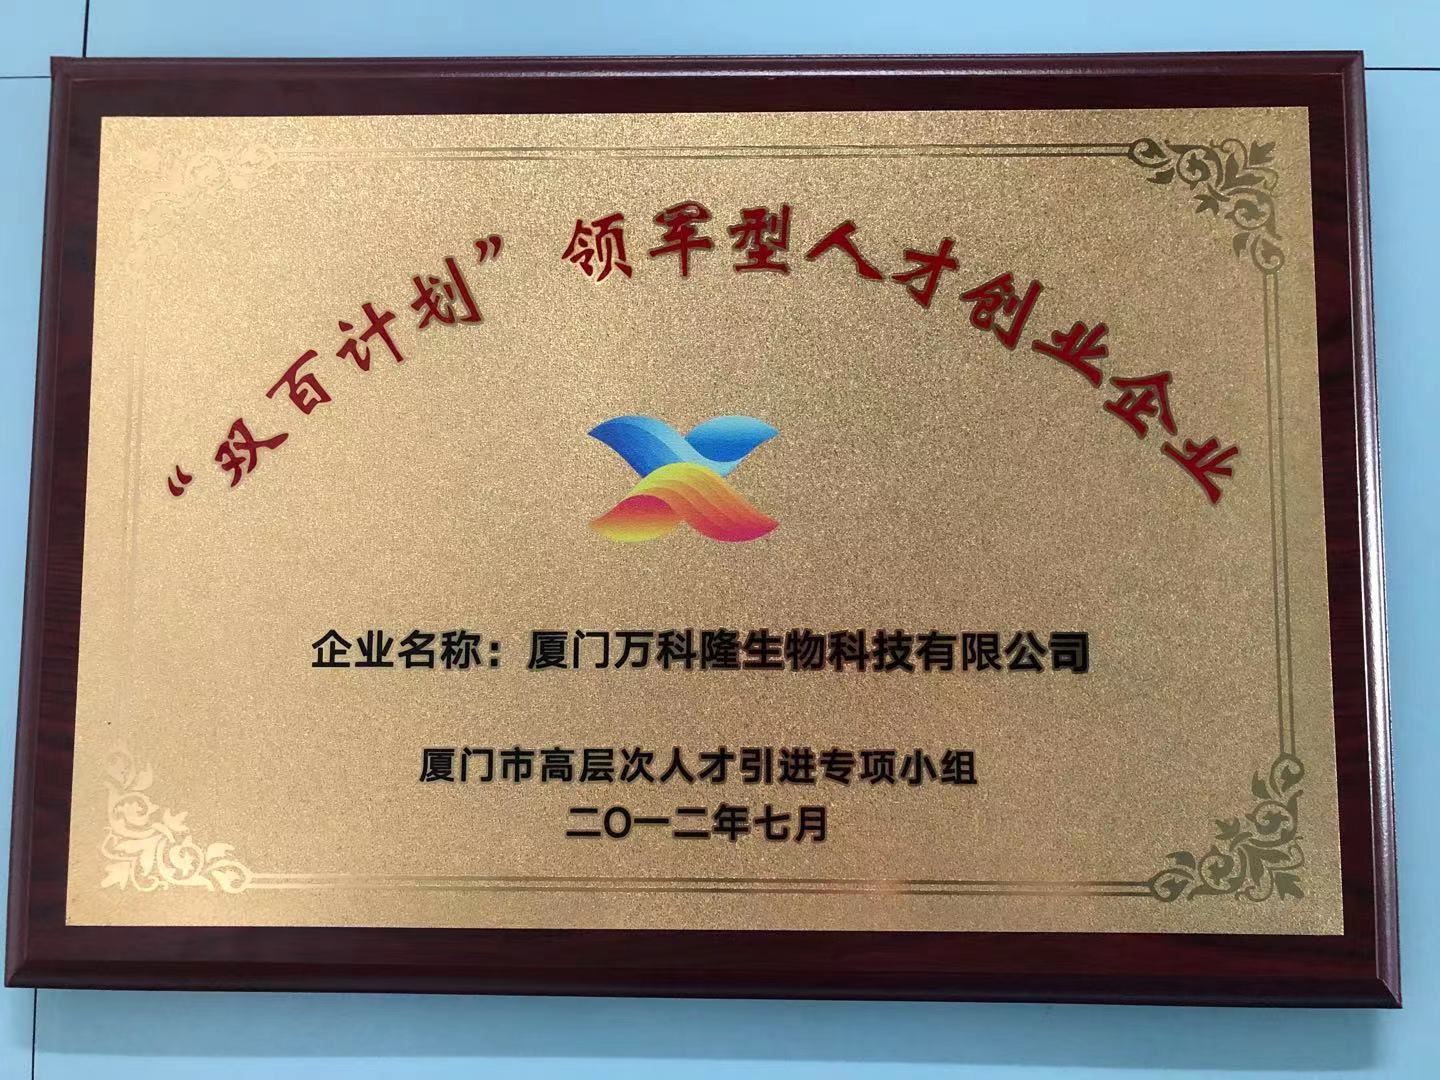 “双百计划”领军型人才创业企业
企业名称：厦门万科隆生物科技有限公司
厦门市高层次人才引进专项小组
二〇一二年七月